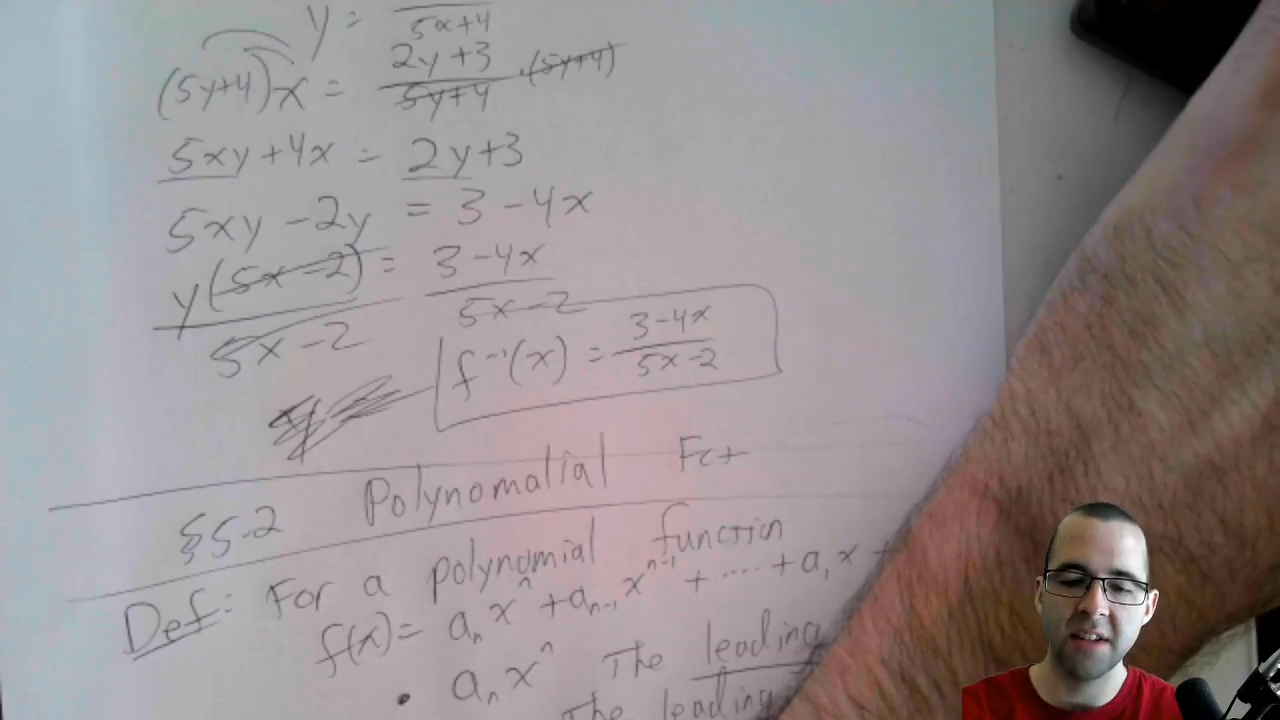 y = 5x+4
(5y+4)x = 2y+3 / 5y+4 · (5y+4)
5xy+4x = 2y+3
5xy −2y = 3 − 4x
y(5x−2) / 5x−2 = 3−4x / 5x−2
f⁻¹(x) = 3−4x / 5x−2
§5.2 Polynomatial Fct
Def: For a polynomial function
f(x)= aₙxⁿ +aₙ₋₁xⁿ⁻¹ + ···· + a₁x +
• aₙxⁿ The leading
The leading